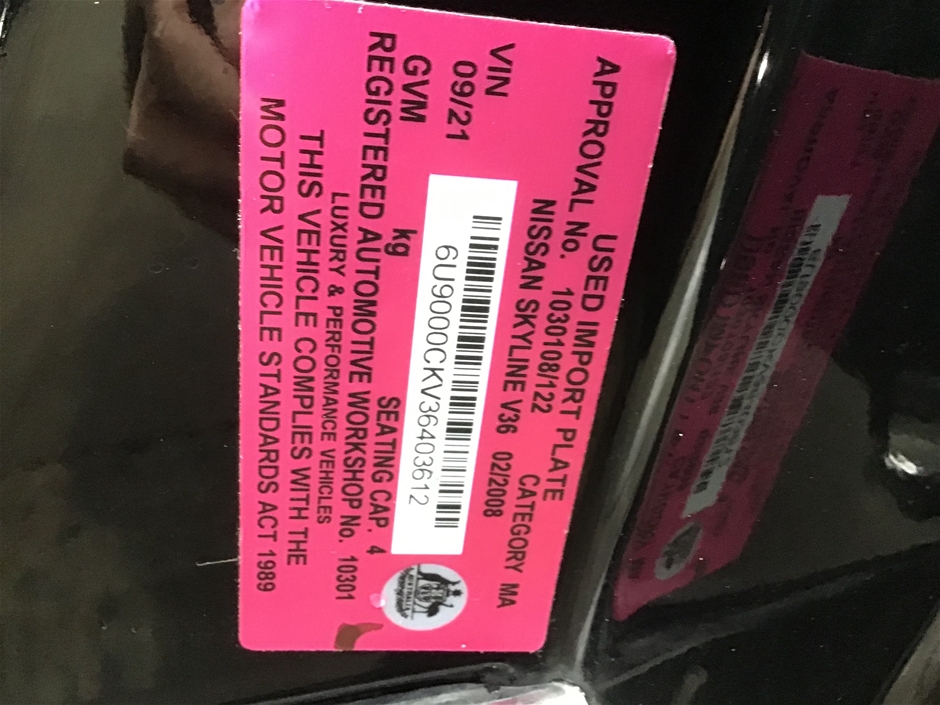 USED IMPORT PLATE
APPROVAL No. 1030108/122 CATEGORY MA
NISSAN SKYLINE V36 02/2008
VIN 6U9000CKV36403612
09/21
GVM kg SEATING CAP. 4
REGISTERED AUTOMOTIVE WORKSHOP No. 10301
LUXURY & PERFORMANCE VEHICLES
THIS VEHICLE COMPLIES WITH THE
MOTOR VEHICLE STANDARDS ACT 1989
AUSTRALIA